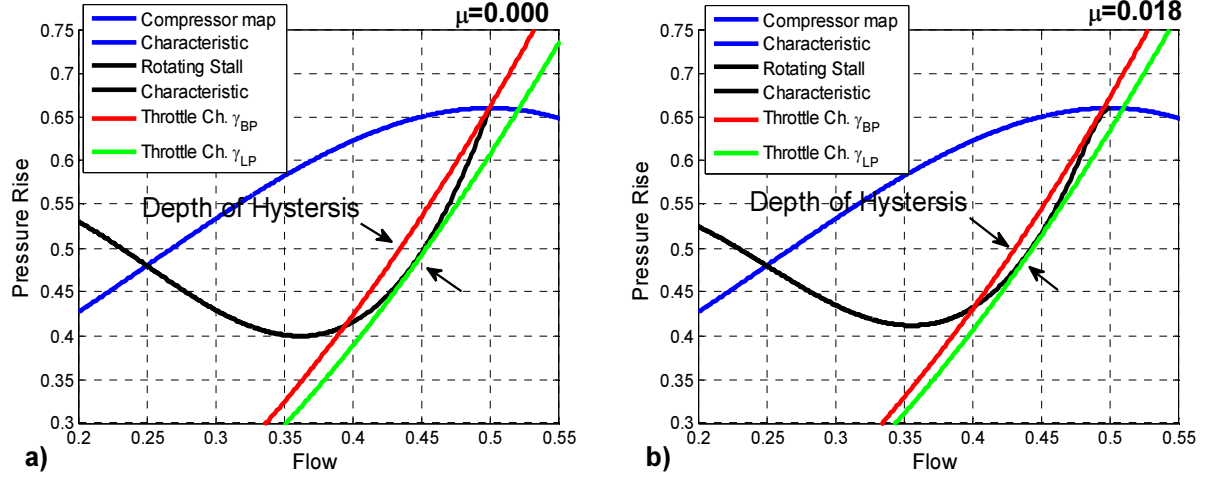 μ=0.000
0.75
0.7
0.65
0.6
0.55
0.5
0.45
0.4
0.35
0.3
Pressure Rise
Compressor map
Characteristic
Rotating Stall
Characteristic
Throttle Ch. γBP
Throttle Ch. γLP
Depth of Hystersis
0.2 0.25 0.3 0.35 0.4 0.45 0.5 0.55
Flow
a)
μ=0.018
0.75
0.7
0.65
0.6
0.55
0.5
0.45
0.4
0.35
0.3
Pressure Rise
Compressor map
Characteristic
Rotating Stall
Characteristic
Throttle Ch. γBP
Throttle Ch. γLP
Depth of Hystersis
0.2 0.25 0.3 0.35 0.4 0.45 0.5 0.55
Flow
b)